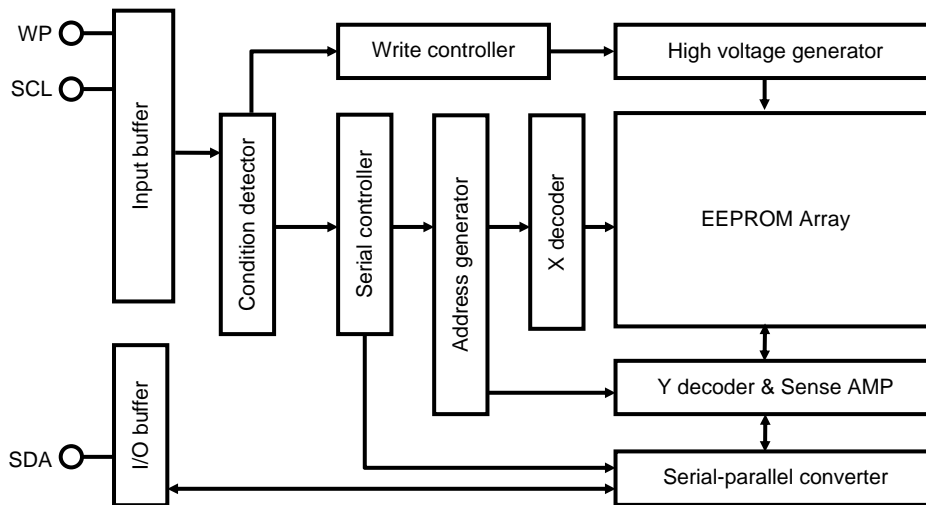 WP
SCL
SDA
Input buffer
I/O buffer
Condition detector
Write controller
Serial controller
Address generator
X decoder
High voltage generator
EEPROM Array
Y decoder & Sense AMP
Serial-parallel converter